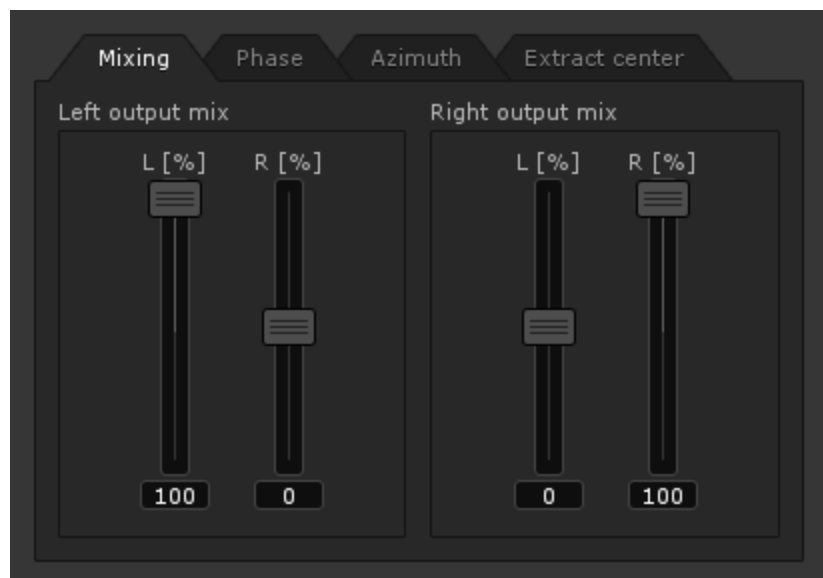 Mixing Phase Azimuth Extract center
Left output mix
L [%] R [%]
100 0
Right output mix
L [%] R [%]
0 100